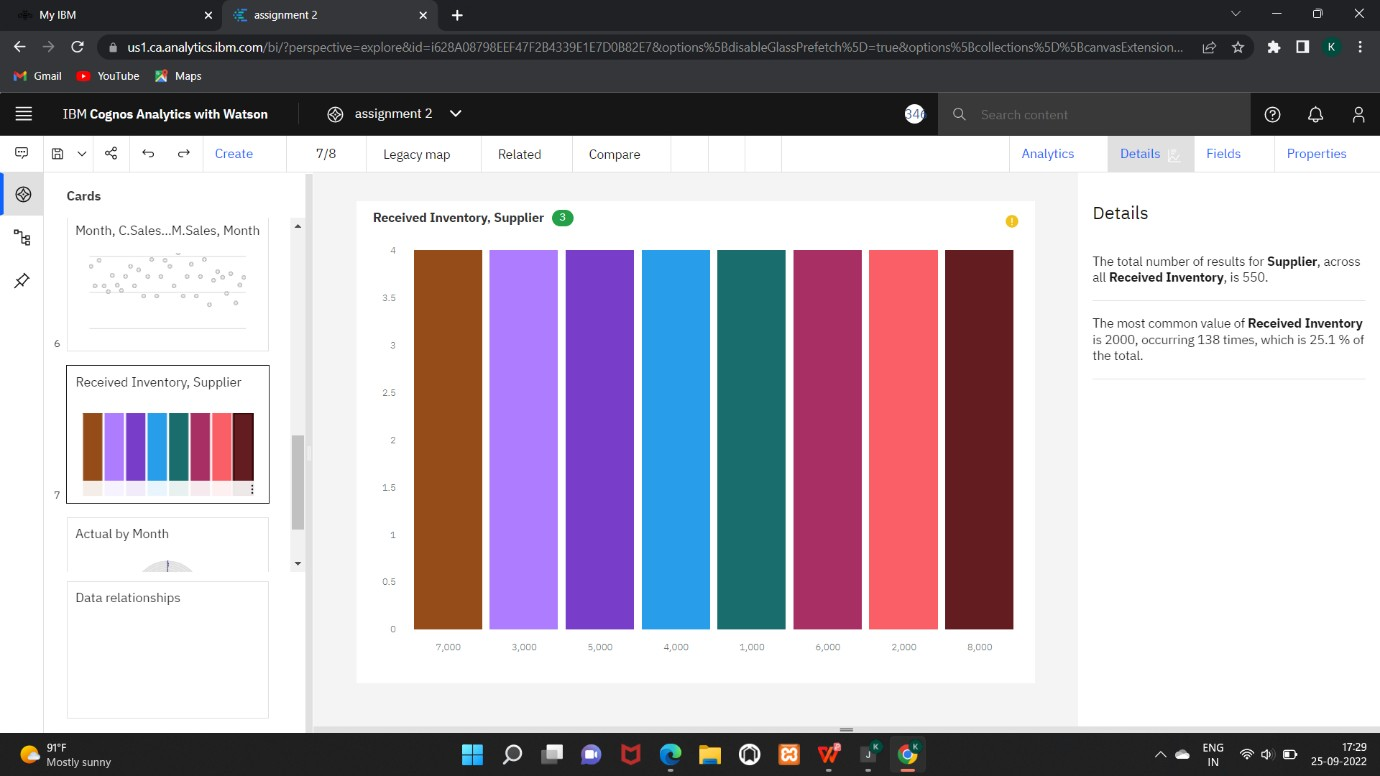 My IBM
assignment 2
us1.ca.analytics.ibm.com/bi/?perspective=explore&id=i628A08798EEF47F2B4339E1E7D0B82E7&options%5BdisableGlassPrefetch%5D=true&options%5Bcollections%5D%5BcanvasExtension...
K
Gmail YouTube Maps
IBM Cognos Analytics with Watson
assignment 2
Search content
Create 7/8 Legacy map Related Compare
Analytics Details Fields Properties
Cards
Month, C.Sales...M.Sales, Month
6
Received Inventory, Supplier
7
Actual by Month
Data relationships
Received Inventory, Supplier 3
4
3.5
3
2.5
2
1.5
1
0.5
0
7,000 3,000 5,000 4,000 1,000 6,000 2,000 8,000
Details
The total number of results for Supplier, across
all Received Inventory, is 550.
The most common value of Received Inventory
is 2000, occurring 138 times, which is 25.1 % of
the total.
91°F
Mostly sunny
ENG
IN
17:29
25-09-2022